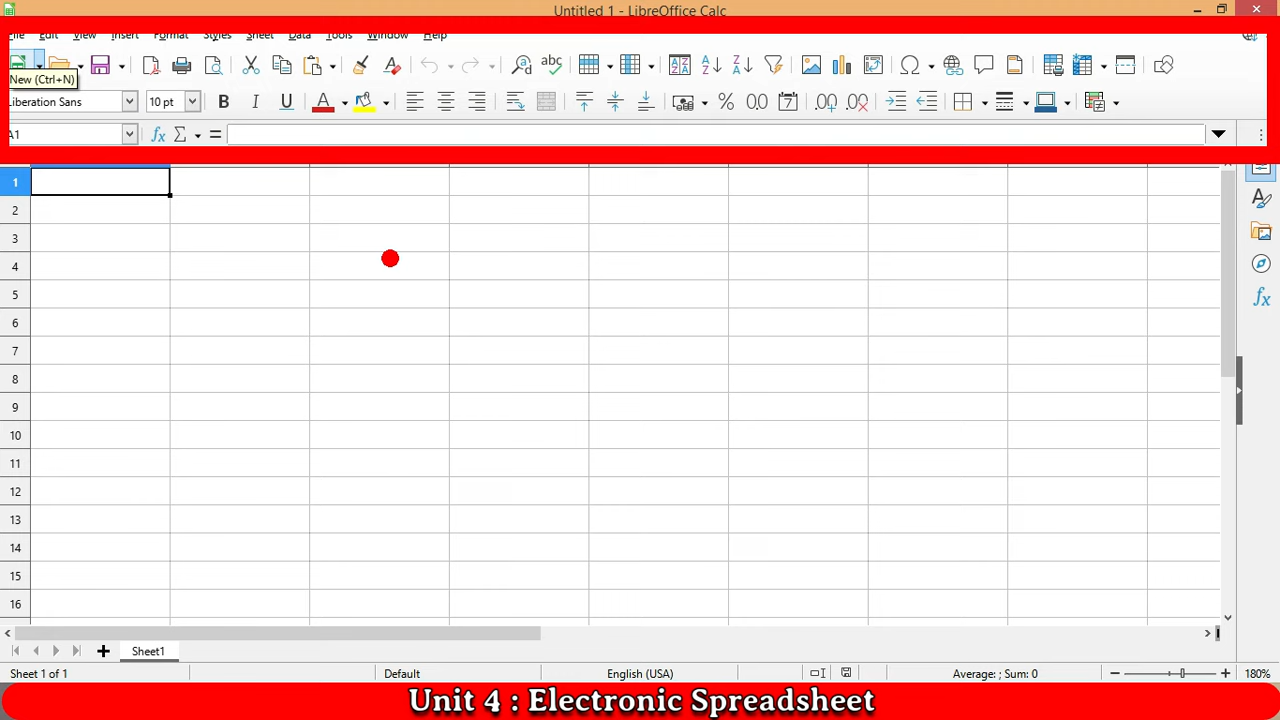 Untitled 1 - LibreOffice Calc
File Edit View Insert Format Styles Sheet Data Tools Window Help
New (Ctrl+N)
Liberation Sans 10 pt B I U A
A1 fx Σ =
1
2
3
4
5
6
7
8
9
10
11
12
13
14
15
16
Sheet1
Sheet 1 of 1 Default English (USA) Average: ; Sum: 0 180%
Unit 4 : Electronic Spreadsheet